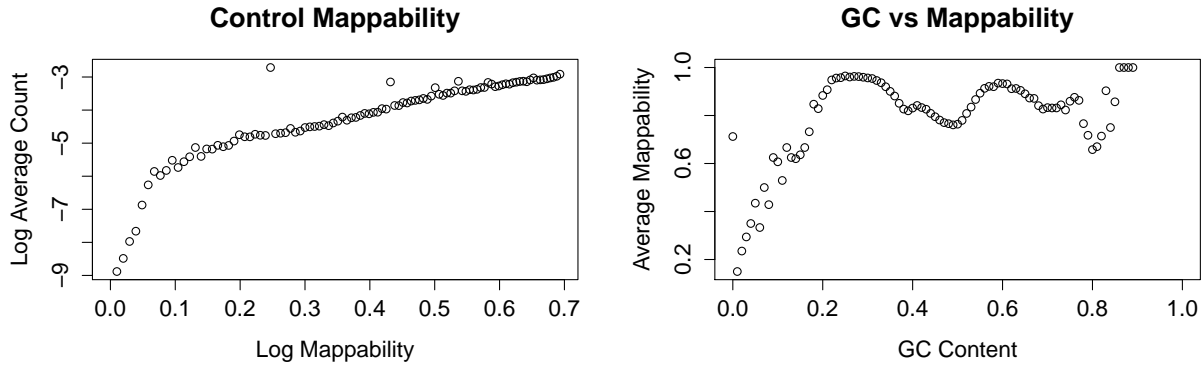 Control Mappability
Log Average Count
−3
−5
−7
−9
0.0 0.1 0.2 0.3 0.4 0.5 0.6 0.7
Log Mappability
GC vs Mappability
Average Mappability
1.0
0.6
0.2
0.0 0.2 0.4 0.6 0.8 1.0
GC Content